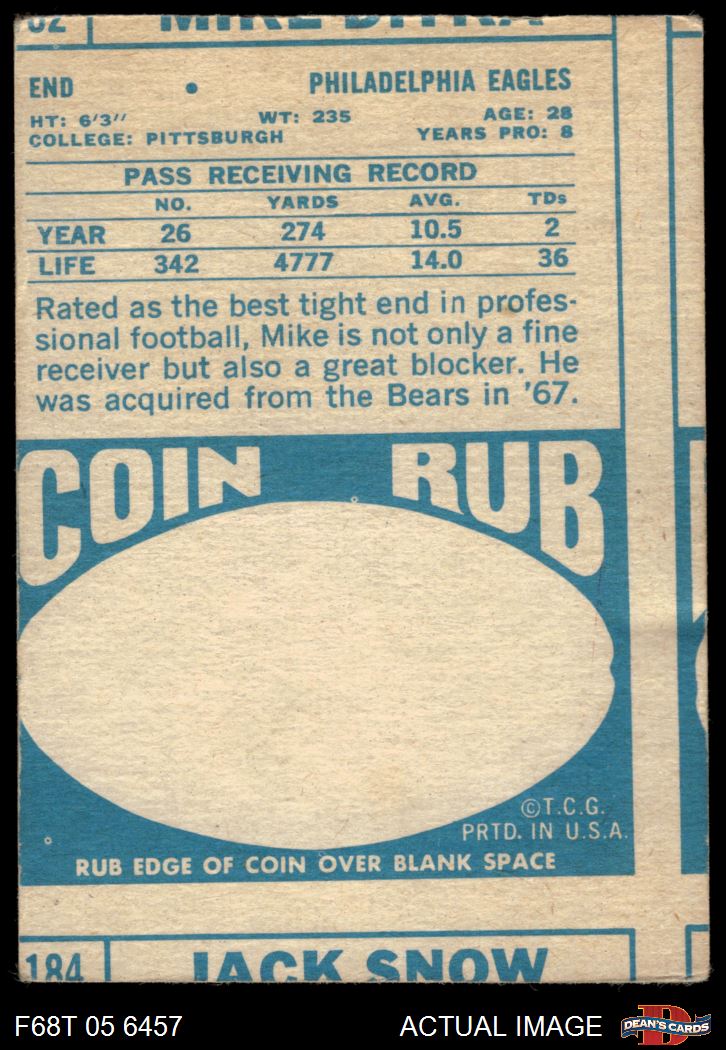 MIKE DITKA
END • PHILADELPHIA EAGLES
HT: 6'3" WT: 235 AGE: 28
COLLEGE: PITTSBURGH YEARS PRO: 8
PASS RECEIVING RECORD
NO. YARDS AVG. TDs
YEAR 26 274 10.5 2
LIFE 342 4777 14.0 36
Rated as the best tight end in profes-
sional football, Mike is not only a fine
receiver but also a great blocker. He
was acquired from the Bears in '67.
COIN RUB
©T.C.G.
PRTD. IN U.S.A.
RUB EDGE OF COIN OVER BLANK SPACE
184 JACK SNOW
F68T 05 6457 ACTUAL IMAGE D DEAN'S CARDS